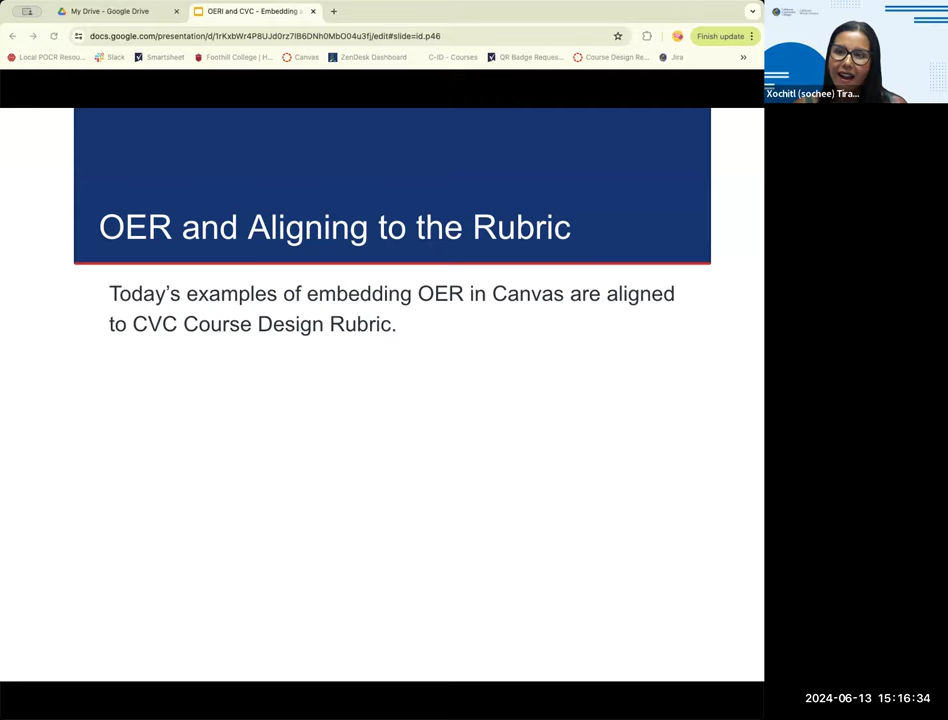 My Drive - Google Drive
OERI and CVC - Embedding
docs.google.com/presentation/d/1rKxbWr4P8UJd0rz7IB6DNh0MbO04u3fj/edit#slide=id.p46
Finish update
Local POCR Resou...
Slack
Smartsheet
Foothill College | H...
Canvas
ZenDesk Dashboard
C-ID - Courses
QR Badge Reques...
Course Design Re...
Jira
»
Xochitl (sochee) Tira...
OER and Aligning to the Rubric
Today's examples of embedding OER in Canvas are aligned
to CVC Course Design Rubric.
2024-06-13 15:16:34